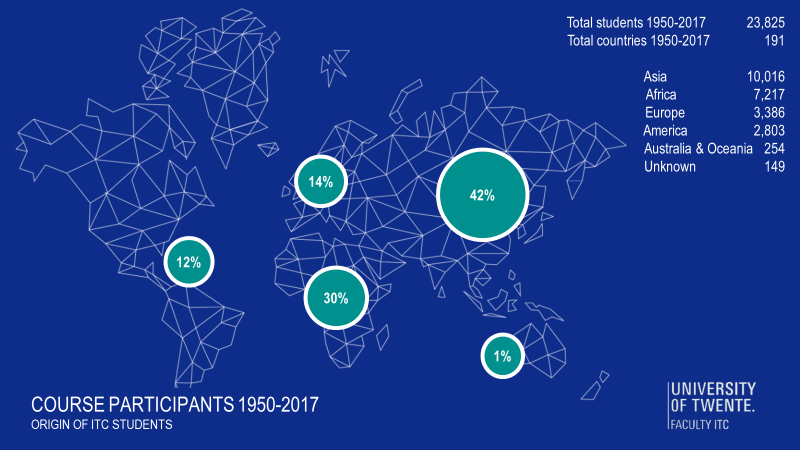 Total students 1950-2017 23,825
Total countries 1950-2017 191
Asia 10,016
Africa 7,217
Europe 3,386
America 2,803
Australia & Oceania 254
Unknown 149
14%
42%
12%
30%
1%
COURSE PARTICIPANTS 1950-2017
ORIGIN OF ITC STUDENTS
UNIVERSITY
OF TWENTE.
FACULTY ITC